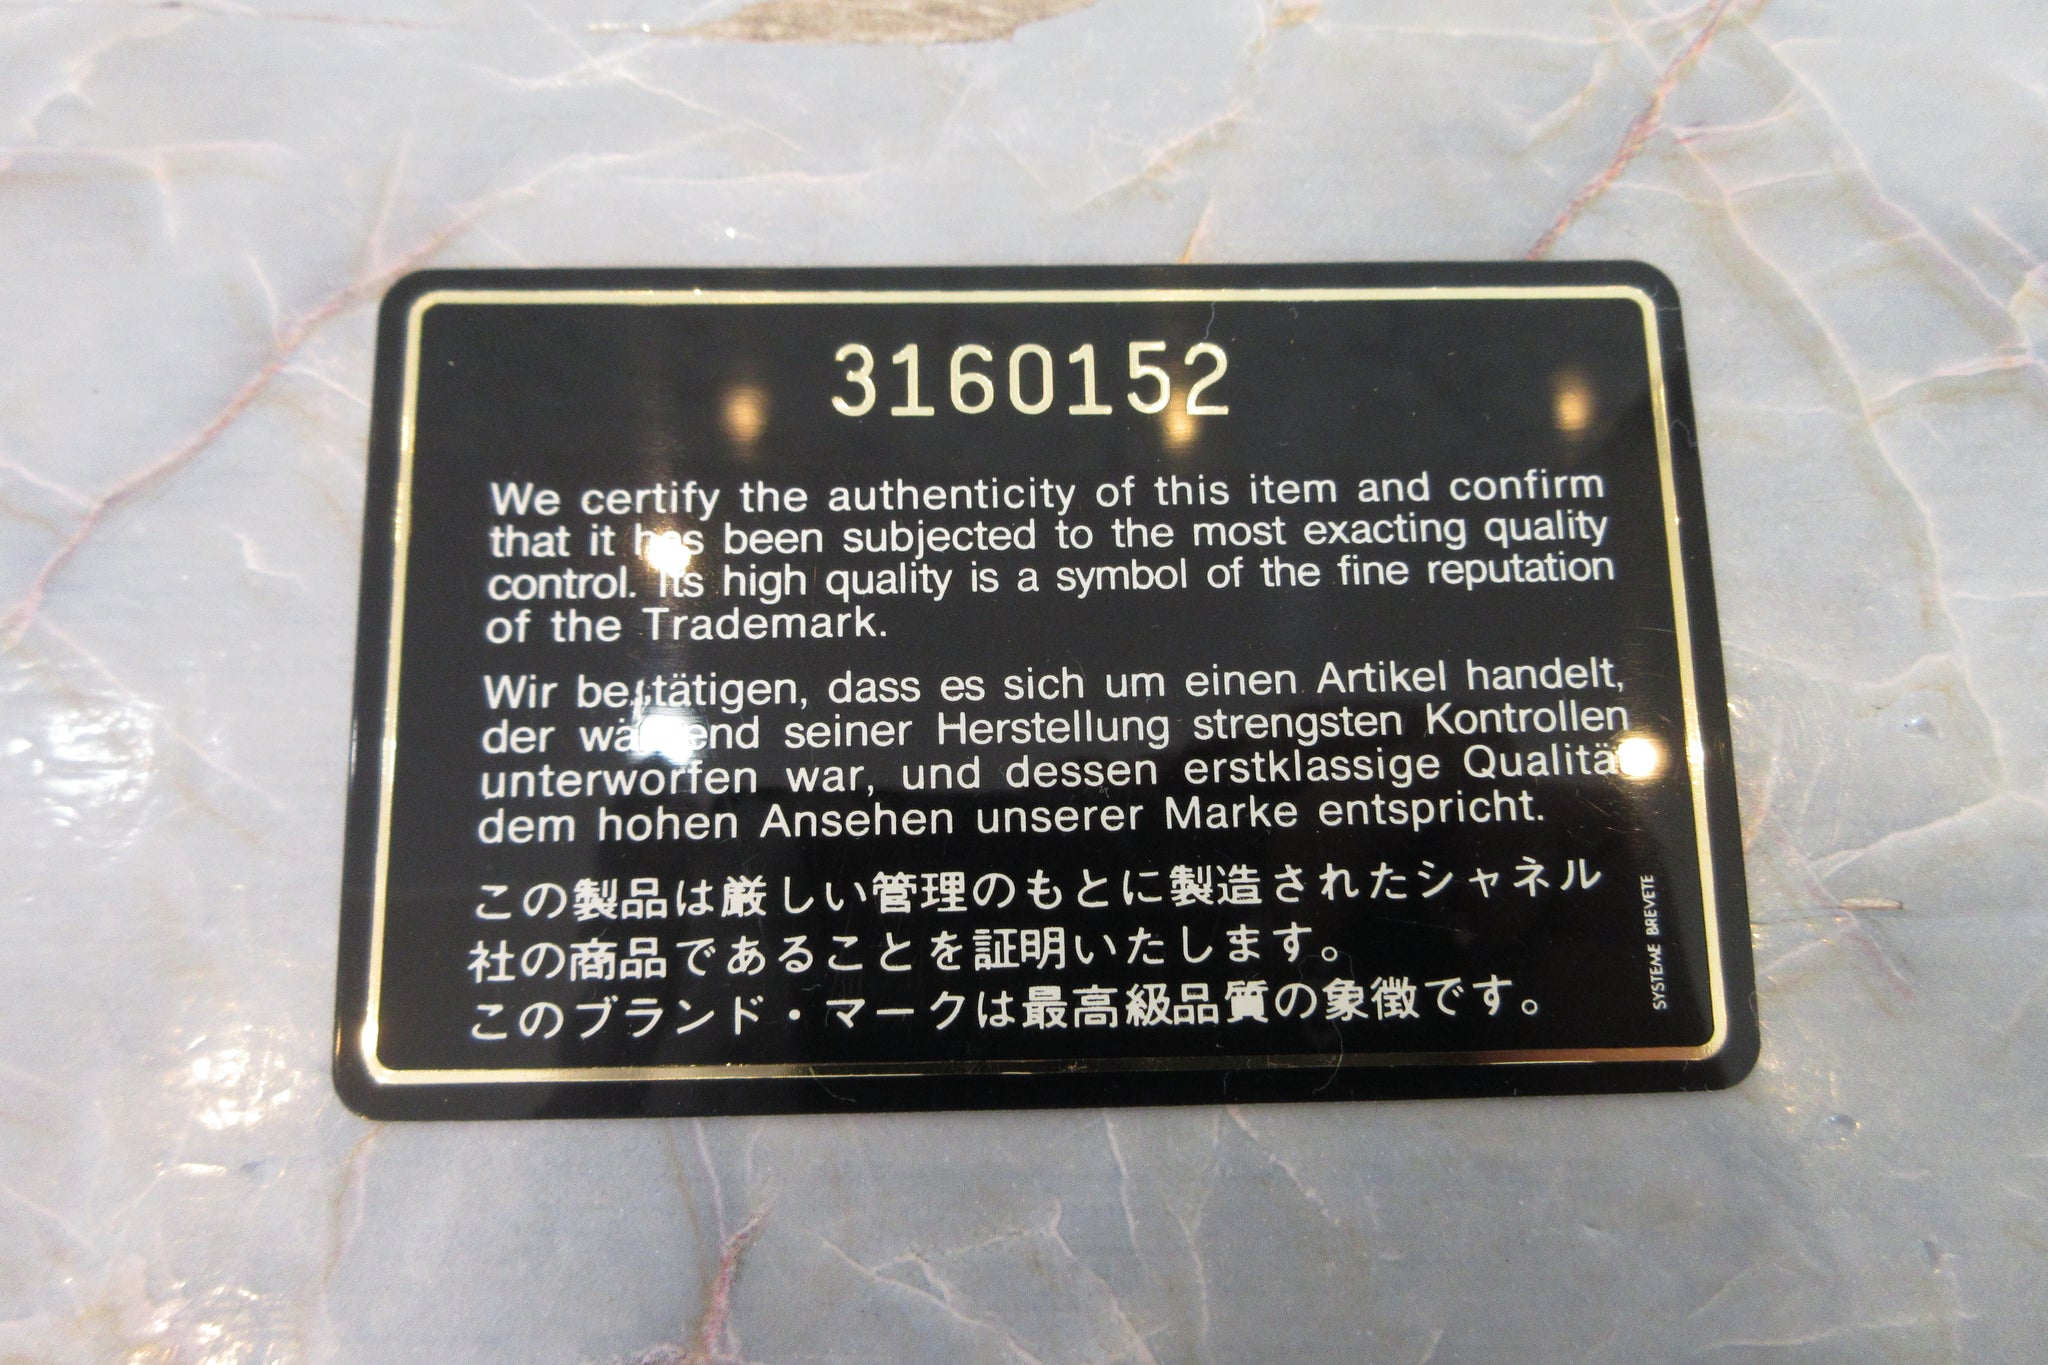 3160152
We certify the authenticity of this item and confirm
that it has been subjected to the most exacting quality
control. Its high quality is a symbol of the fine reputation
of the Trademark.
Wir bestätigen, dass es sich um einen Artikel handelt,
der während seiner Herstellung strengsten Kontrollen
unterworfen war, und dessen erstklassige Qualität
dem hohen Ansehen unserer Marke entspricht.
この製品は厳しい管理のもとに製造されたシャネル
社の商品であることを証明いたします。
このブランド・マークは最高級品質の象徴です。
SYSTEME BREVETE